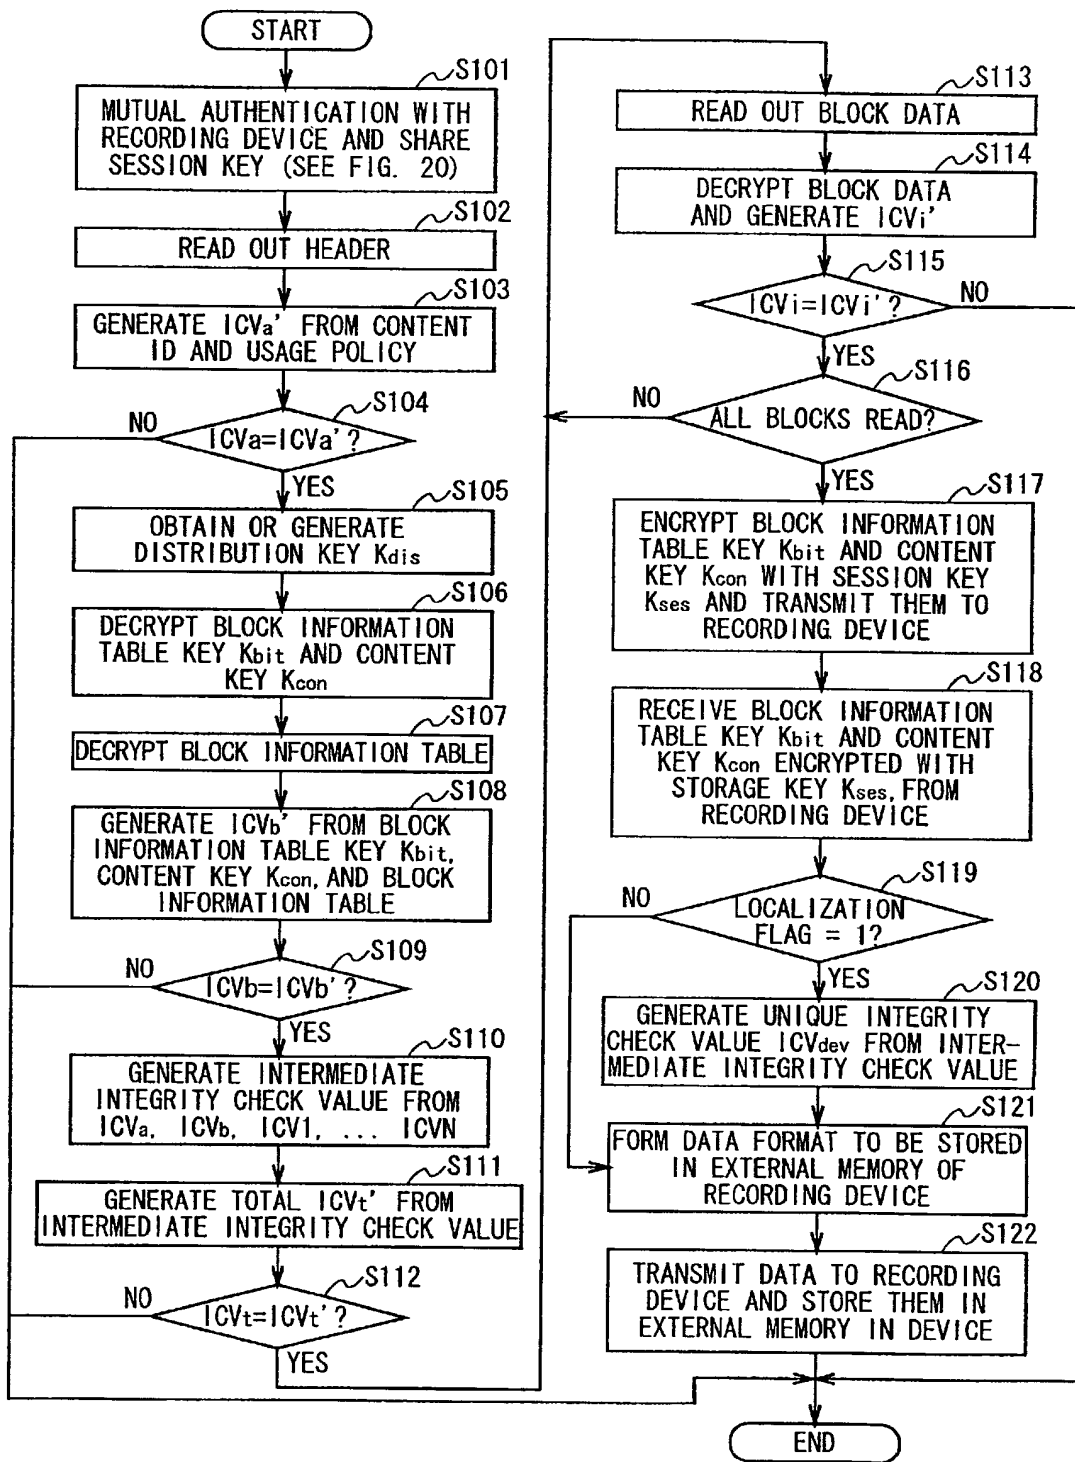 START
S101
MUTUAL AUTHENTICATION WITH
RECORDING DEVICE AND SHARE
SESSION KEY (SEE FIG. 20)
S102
READ OUT HEADER
S103
GENERATE ICVa' FROM CONTENT
ID AND USAGE POLICY
S104
NO
ICVa=ICVa'?
YES
S105
OBTAIN OR GENERATE
DISTRIBUTION KEY Kdis
S106
DECRYPT BLOCK INFORMATION
TABLE KEY Kbit AND CONTENT
KEY Kcon
S107
DECRYPT BLOCK INFORMATION TABLE
S108
GENERATE ICVb' FROM BLOCK
INFORMATION TABLE KEY Kbit,
CONTENT KEY Kcon, AND BLOCK
INFORMATION TABLE
S109
NO
ICVb=ICVb'?
YES
S110
GENERATE INTERMEDIATE
INTEGRITY CHECK VALUE FROM
ICVa, ICVb, ICV1, ... ICVN
S111
GENERATE TOTAL ICVt' FROM
INTERMEDIATE INTEGRITY CHECK VALUE
S112
NO
ICVt=ICVt'?
YES
S113
READ OUT BLOCK DATA
S114
DECRYPT BLOCK DATA
AND GENERATE ICVi'
S115
ICVi=ICVi'?
NO
YES
S116
NO
ALL BLOCKS READ?
YES
S117
ENCRYPT BLOCK INFORMATION
TABLE KEY Kbit AND CONTENT
KEY Kcon WITH SESSION KEY
Kses AND TRANSMIT THEM TO
RECORDING DEVICE
S118
RECEIVE BLOCK INFORMATION
TABLE KEY Kbit AND CONTENT
KEY Kcon ENCRYPTED WITH
STORAGE KEY Kses, FROM
RECORDING DEVICE
S119
NO
LOCALIZATION
FLAG = 1?
YES
S120
GENERATE UNIQUE INTEGRITY
CHECK VALUE ICVdev FROM INTER-
MEDIATE INTEGRITY CHECK VALUE
S121
FORM DATA FORMAT TO BE STORED
IN EXTERNAL MEMORY OF
RECORDING DEVICE
S122
TRANSMIT DATA TO RECORDING
DEVICE AND STORE THEM IN
EXTERNAL MEMORY IN DEVICE
END